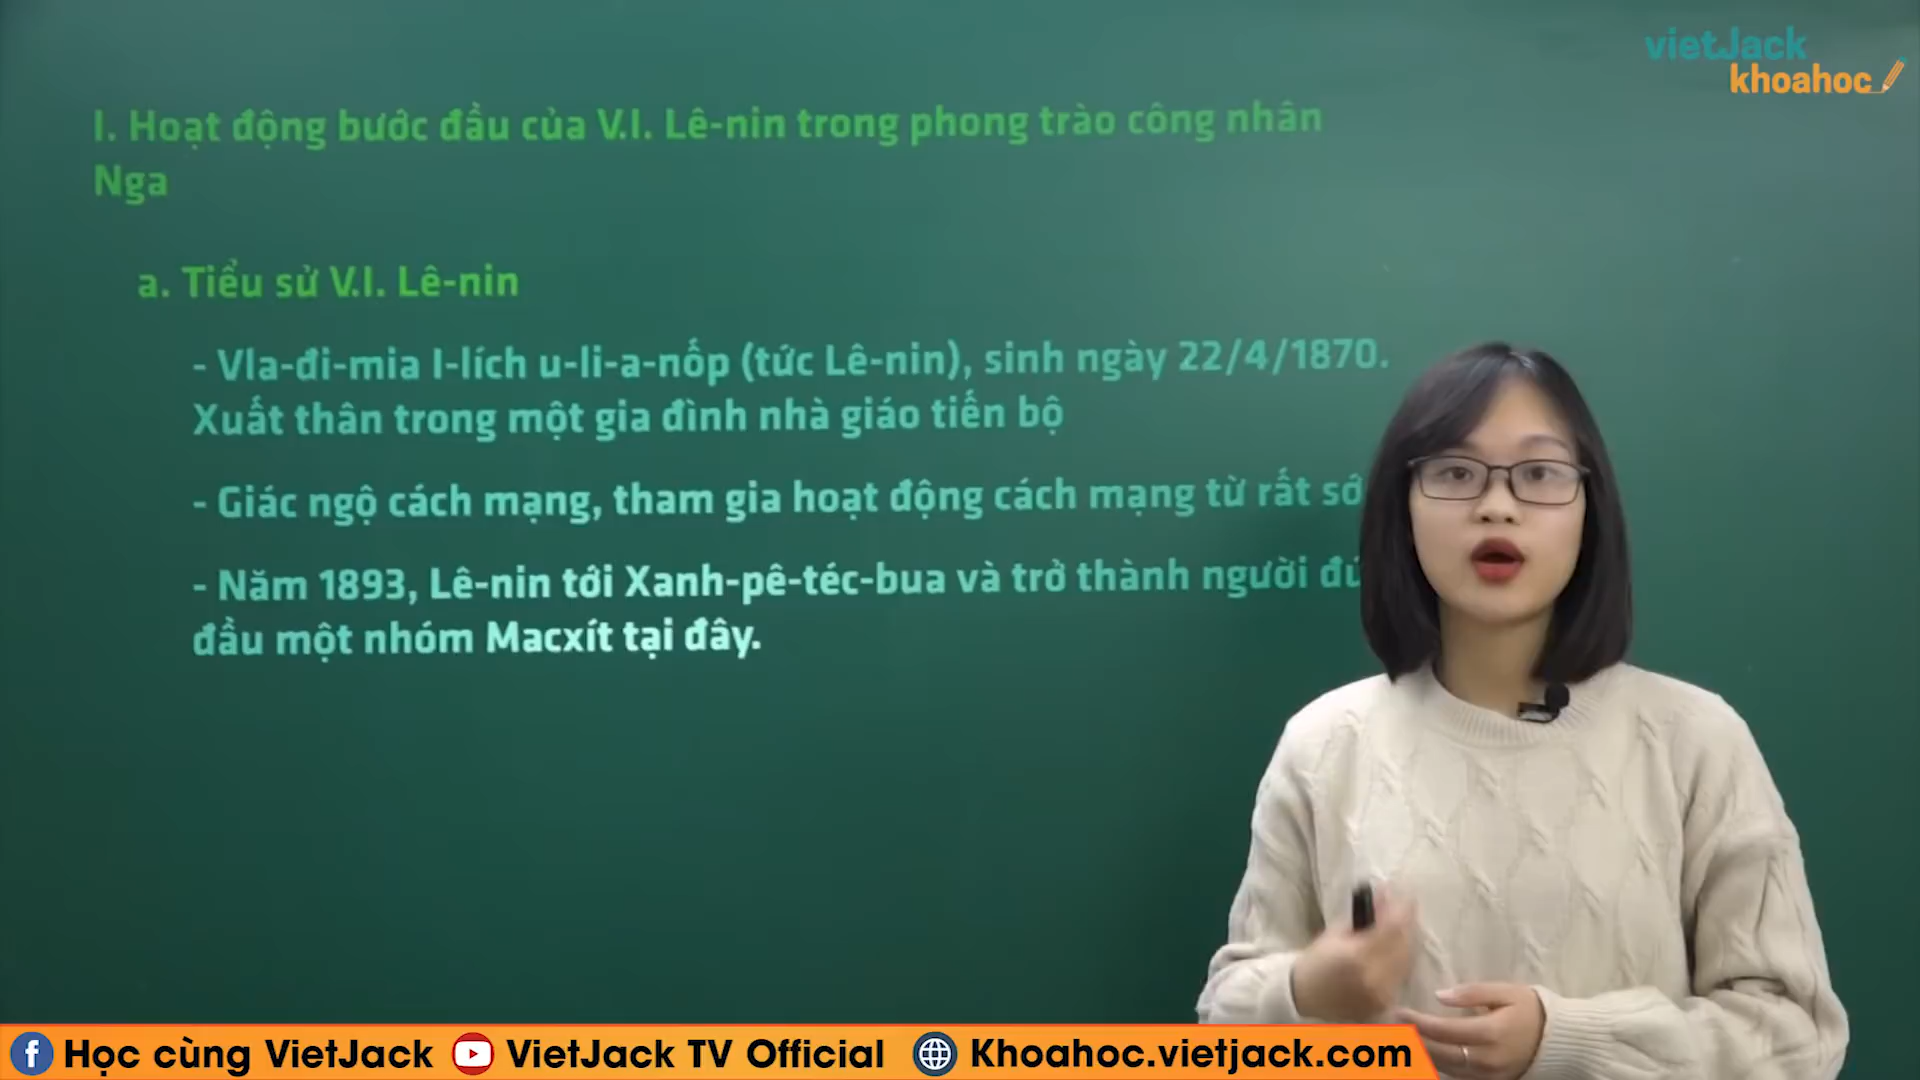 vietJack
khoahoc
I. Hoạt động bước đầu của V.I. Lê-nin trong phong trào công nhân
Nga
a. Tiểu sử V.I. Lê-nin
- Vla-đi-mia I-lích u-li-a-nốp (tức Lê-nin), sinh ngày 22/4/1870.
Xuất thân trong một gia đình nhà giáo tiến bộ
- Giác ngộ cách mạng, tham gia hoạt động cách mạng từ rất
- Năm 1893, Lê-nin tới Xanh-pê-téc-bua và trở thành người
đầu một nhóm Macxít tại đây.
Học cùng VietJack VietJack TV Official Khoahoc.vietjack.com